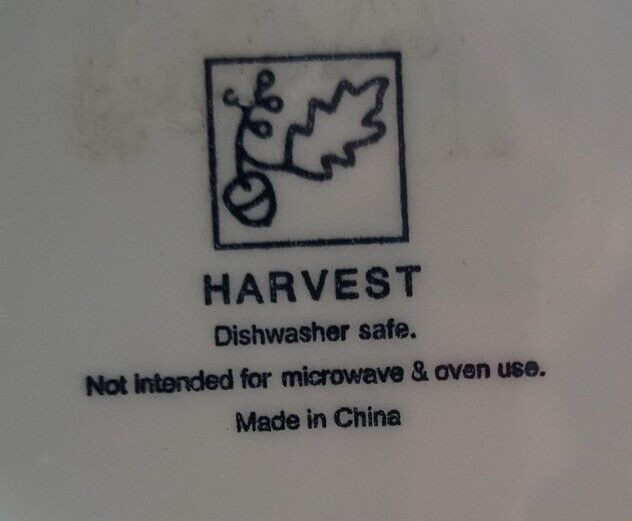 HARVEST
Dishwasher safe.
Not intended for microwave & oven use.
Made in China